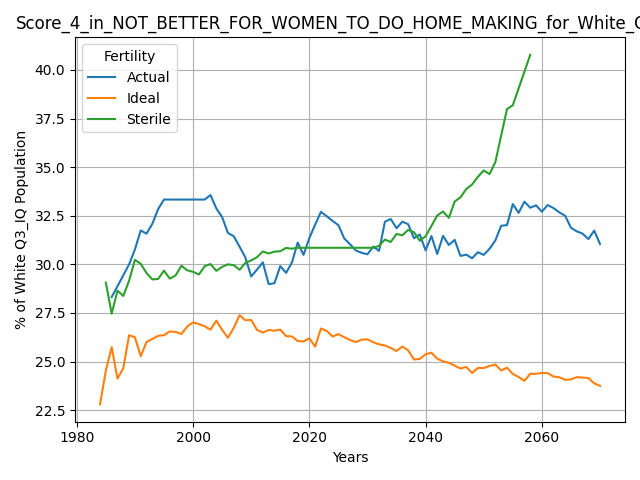 Score_4_in_NOT_BETTER_FOR_WOMEN_TO_DO_HOME_MAKING_for_White_
Fertility
Actual
Ideal
Sterile
% of White Q3_IQ Population
40.0
37.5
35.0
32.5
30.0
27.5
25.0
22.5
1980
2000
2020
2040
2060
Years